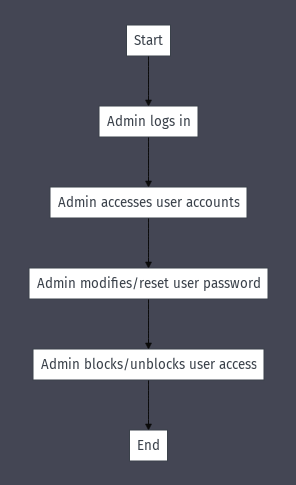 Start
Admin logs in
Admin accesses user accounts
Admin modifies/reset user password
Admin blocks/unblocks user access
End